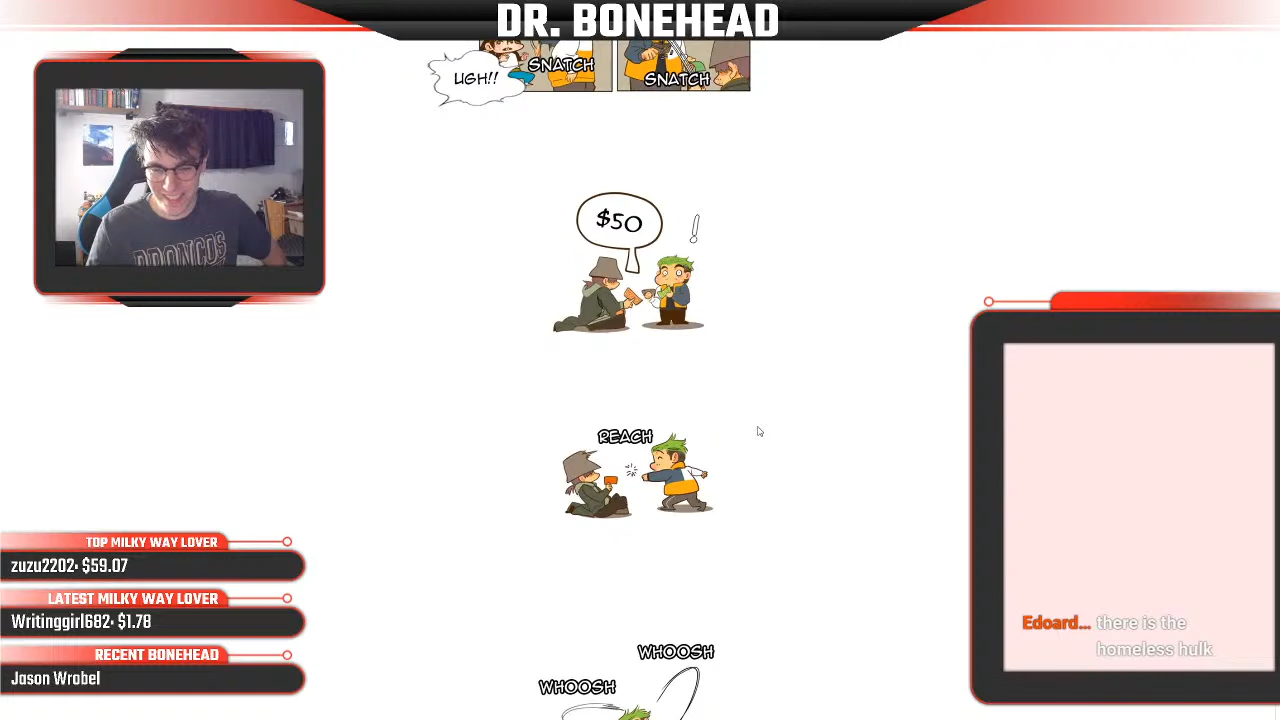 DR. BONEHEAD
UGH!!
SNATCH
SNATCH
$50
!
REACH
WHOOSH
WHOOSH
BRONCOS
TOP MILKY WAY LOVER
zuzu2202: $59.07
LATEST MILKY WAY LOVER
Writinggirl682: $1.78
RECENT BONEHEAD
Jason Wrobel
Edoard... there is the
homeless hulk